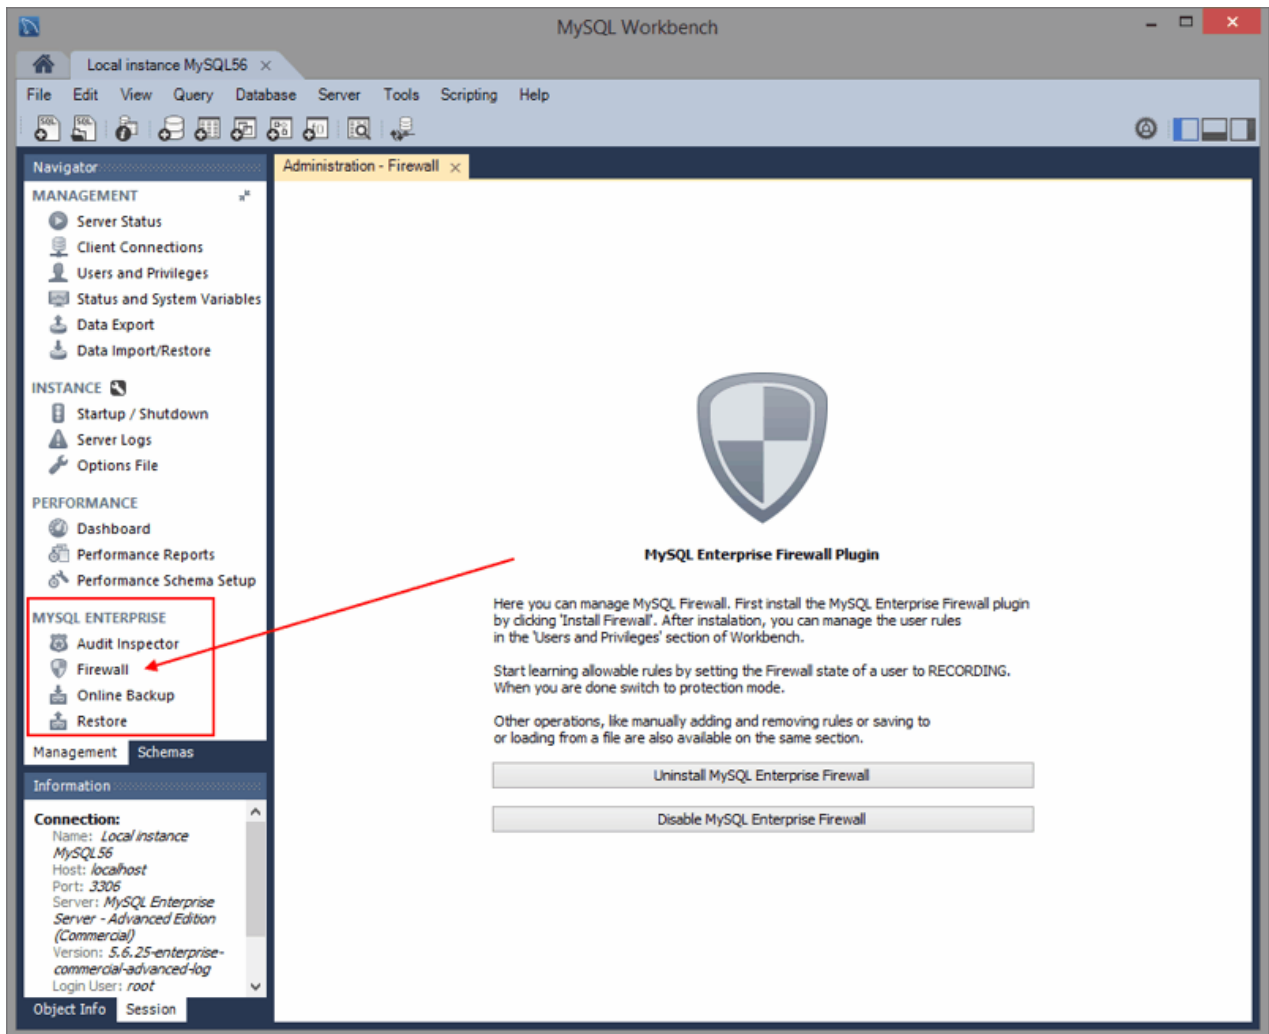 MySQL Workbench
Local instance MySQL56
File Edit View Query Database Server Tools Scripting Help
Navigator
MANAGEMENT
Server Status
Client Connections
Users and Privileges
Status and System Variables
Data Export
Data Import/Restore
INSTANCE
Startup / Shutdown
Server Logs
Options File
PERFORMANCE
Dashboard
Performance Reports
Performance Schema Setup
MYSQL ENTERPRISE
Audit Inspector
Firewall
Online Backup
Restore
Management Schemas
Information
Connection:
Name: Local instance
MySQL56
Host: localhost
Port: 3306
Server: MySQL Enterprise
Server - Advanced Edition
(Commercial)
Version: 5.6.25-enterprise-
commercial-advanced-log
Login User: root
Object Info Session
Administration - Firewall
MySQL Enterprise Firewall Plugin
Here you can manage MySQL Firewall. First install the MySQL Enterprise Firewall plugin
by clicking 'Install Firewall'. After instalation, you can manage the user rules
in the 'Users and Privileges' section of Workbench.
Start learning allowable rules by setting the Firewall state of a user to RECORDING.
When you are done switch to protection mode.
Other operations, like manually adding and removing rules or saving to
or loading from a file are also available on the same section.
Uninstall MySQL Enterprise Firewall
Disable MySQL Enterprise Firewall